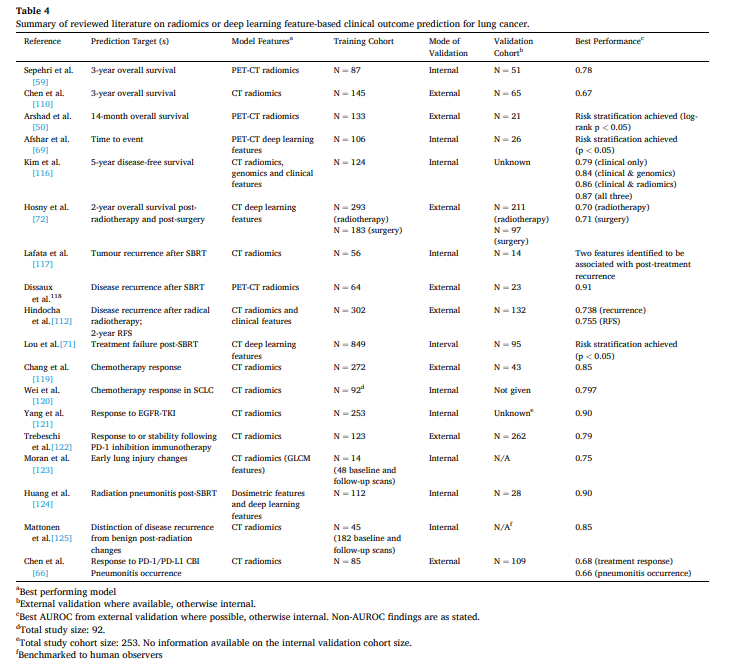 Table 4
Summary of reviewed literature on radiomics or deep learning feature-based clinical outcome prediction for lung cancer.
Reference Prediction Target (s) Model Featuresᵃ Training Cohort Mode of Validation Validation Cohortᵇ Best Performanceᶜ
Sepehri et al. [59] 3-year overall survival PET-CT radiomics N = 87 Internal N = 51 0.78
Chen et al. [110] 3-year overall survival CT radiomics N = 145 External N = 65 0.67
Arshad et al. [50] 14-month overall survival PET-CT radiomics N = 133 External N = 21 Risk stratification achieved (log-rank p < 0.05)
Afshar et al. [69] Time to event PET-CT deep learning features N = 106 Internal N = 26 Risk stratification achieved (p < 0.05)
Kim et al. [116] 5-year disease-free survival CT radiomics, genomics and clinical features N = 124 Internal Unknown 0.79 (clinical only) 0.84 (clinical & genomics) 0.86 (clinical & radiomics) 0.87 (all three)
Hosny et al. [72] 2-year overall survival post-radiotherapy and post-surgery CT deep learning features N = 293 (radiotherapy) N = 183 (surgery) External N = 211 (radiotherapy) N = 97 (surgery) 0.70 (radiotherapy) 0.71 (surgery)
Lafata et al. [117] Tumour recurrence after SBRT CT radiomics N = 56 Internal N = 14 Two features identified to be associated with post-treatment recurrence
Dissaux et al.¹¹⁸ Disease recurrence after SBRT PET-CT radiomics N = 64 External N = 23 0.91
Hindocha et al.[112] Disease recurrence after radical radiotherapy; 2-year RFS CT radiomics and clinical features N = 302 External N = 132 0.738 (recurrence) 0.755 (RFS)
Lou et al.[71] Treatment failure post-SBRT CT deep learning features N = 849 Interval N = 95 Risk stratification achieved (p < 0.05)
Chang et al. [119] Chemotherapy response CT radiomics N = 272 External N = 43 0.85
Wei et al. [120] Chemotherapy response in SCLC CT radiomics N = 92ᵈ Internal Not given 0.797
Yang et al. [121] Response to EGFR-TKI CT radiomics N = 253 Internal Unknownᵉ 0.90
Trebeschi et al.[122] Response to or stability following PD-1 inhibition immunotherapy CT radiomics N = 123 External N = 262 0.79
Moran et al. [123] Early lung injury changes CT radiomics (GLCM features) N = 14 (48 baseline and follow-up scans) Internal N/A 0.75
Huang et al. [124] Radiation pneumonitis post-SBRT Dosimetric features and deep learning features N = 112 Internal N = 28 0.90
Mattonen et al.[125] Distinction of disease recurrence from benign post-radiation changes CT radiomics N = 45 (182 baseline and follow-up scans) Internal N/Aᶠ 0.85
Chen et al. [66] Response to PD-1/PD-L1 CBI Pneumonitis occurrence CT radiomics N = 85 External N = 109 0.68 (treatment response) 0.66 (pneumonitis occurrence)
ᵃBest performing model
ᵇExternal validation where available, otherwise internal.
ᶜBest AUROC from external validation where possible, otherwise internal. Non-AUROC findings are as stated.
ᵈTotal study size: 92.
ᵉTotal study cohort size: 253. No information available on the internal validation cohort size.
ᶠBenchmarked to human observers